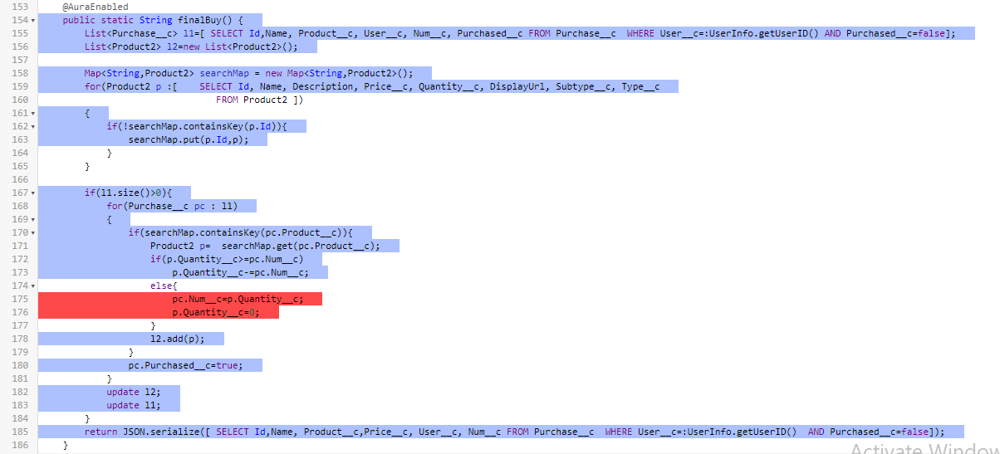 153 @AuraEnabled
154 public static String finalBuy() {
155 List<Purchase__c> l1=[ SELECT Id,Name, Product__c, User__c, Num__c, Purchased__c FROM Purchase__c WHERE User__c=:UserInfo.getUserID() AND Purchased__c=false];
156 List<Product2> l2=new List<Product2>();
157
158 Map<String,Product2> searchMap = new Map<String,Product2>();
159 for(Product2 p :[ SELECT Id, Name, Description, Price__c, Quantity__c, DisplayUrl, Subtype__c, Type__c
160 FROM Product2 ])
161 {
162 if(!searchMap.containsKey(p.Id)){
163 searchMap.put(p.Id,p);
164 }
165 }
166
167 if(l1.size()>0){
168 for(Purchase__c pc : l1)
169 {
170 if(searchMap.containsKey(pc.Product__c)){
171 Product2 p= searchMap.get(pc.Product__c);
172 if(p.Quantity__c>=pc.Num__c)
173 p.Quantity__c-=pc.Num__c;
174 else{
175 pc.Num__c=p.Quantity__c;
176 p.Quantity__c=0;
177 }
178 l2.add(p);
179 }
180 pc.Purchased__c=true;
181 }
182 update l2;
183 update l1;
184 }
185 return JSON.serialize([ SELECT Id,Name, Product__c,Price__c, User__c, Num__c FROM Purchase__c WHERE User__c=:UserInfo.getUserID() AND Purchased__c=false]);
186 }
Activate Window